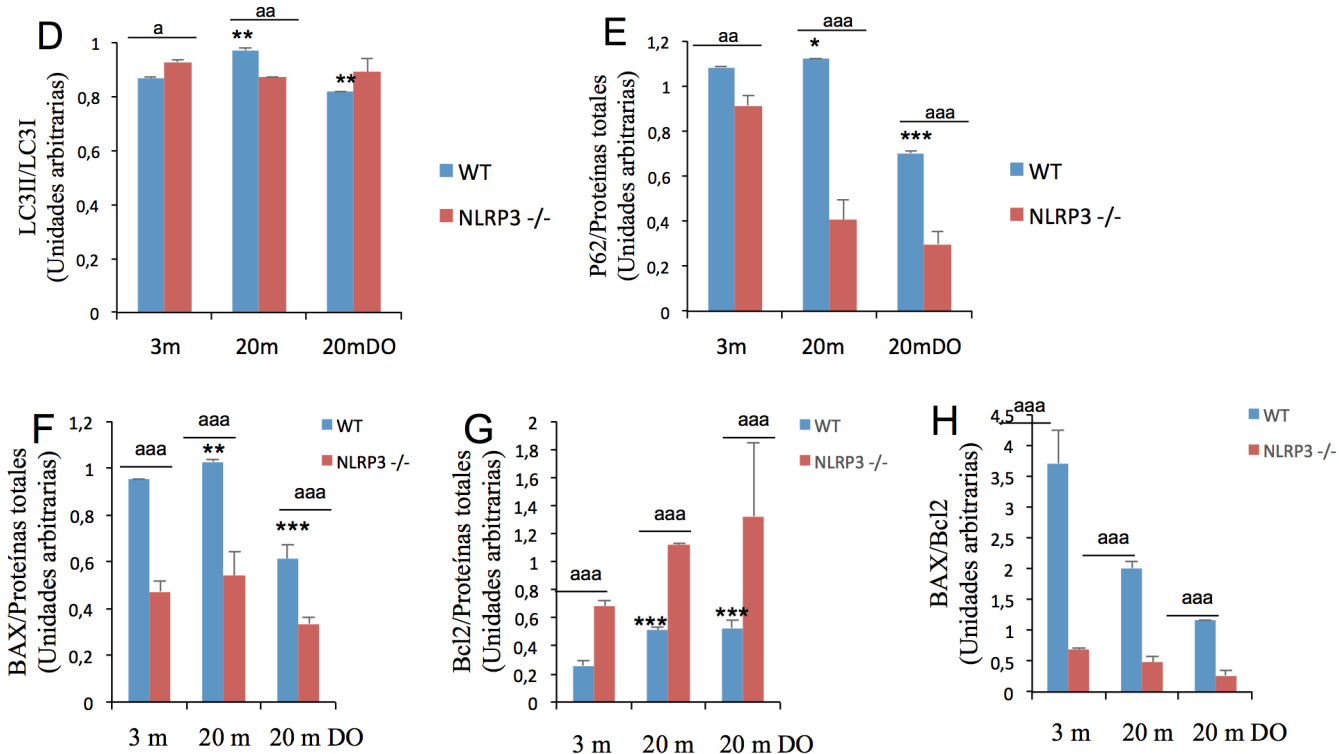 D
a
aa
**
**
1
0,8
0,6
0,4
0,2
0
LC3II/LC3I
(Unidades arbitrarias)
3m
20m
20mDO
WT
NLRP3 -/-
E
aa
aaa
*
aaa
***
1,2
1
0,8
0,6
0,4
0,2
0
P62/Proteínas totales
(Unidades arbitrarias)
3m
20m
20mDO
WT
NLRP3 -/-
F
aaa
aaa
**
aaa
***
1,2
1
0,8
0,6
0,4
0,2
0
BAX/Proteínas totales
(Unidades arbitrarias)
3 m
20 m
20 m DO
WT
NLRP3 -/-
G
aaa
aaa
***
aaa
***
2
1,8
1,6
1,4
1,2
1
0,8
0,6
0,4
0,2
0
Bcl2/Proteínas totales
(Unidades arbitrarias)
3 m
20 m
20 m DO
WT
NLRP3 -/-
H
aaa
aaa
aaa
4,5
4
3,5
3
2,5
2
1,5
1
0,5
0
BAX/Bcl2
(Unidades arbitrarias)
3 m
20 m
20 m DO
WT
NLRP3 -/-